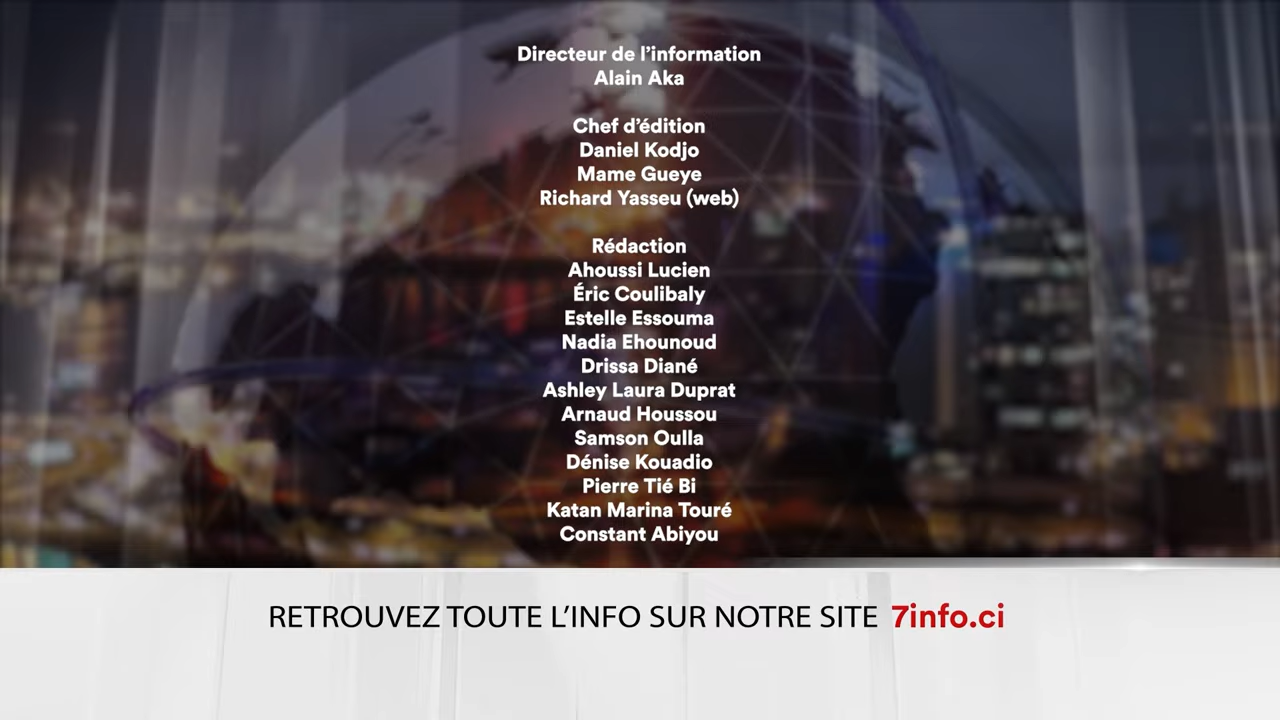 Directeur de l’information
Alain Aka
Chef d’édition
Daniel Kodjo
Mame Gueye
Richard Yasseu (web)
Rédaction
Ahoussi Lucien
Éric Coulibaly
Estelle Essouma
Nadia Ehounoud
Drissa Diané
Ashley Laura Duprat
Arnaud Houssou
Samson Oulla
Dénise Kouadio
Pierre Tié Bi
Katan Marina Touré
Constant Abiyou
RETROUVEZ TOUTE L’INFO SUR NOTRE SITE 7info.ci